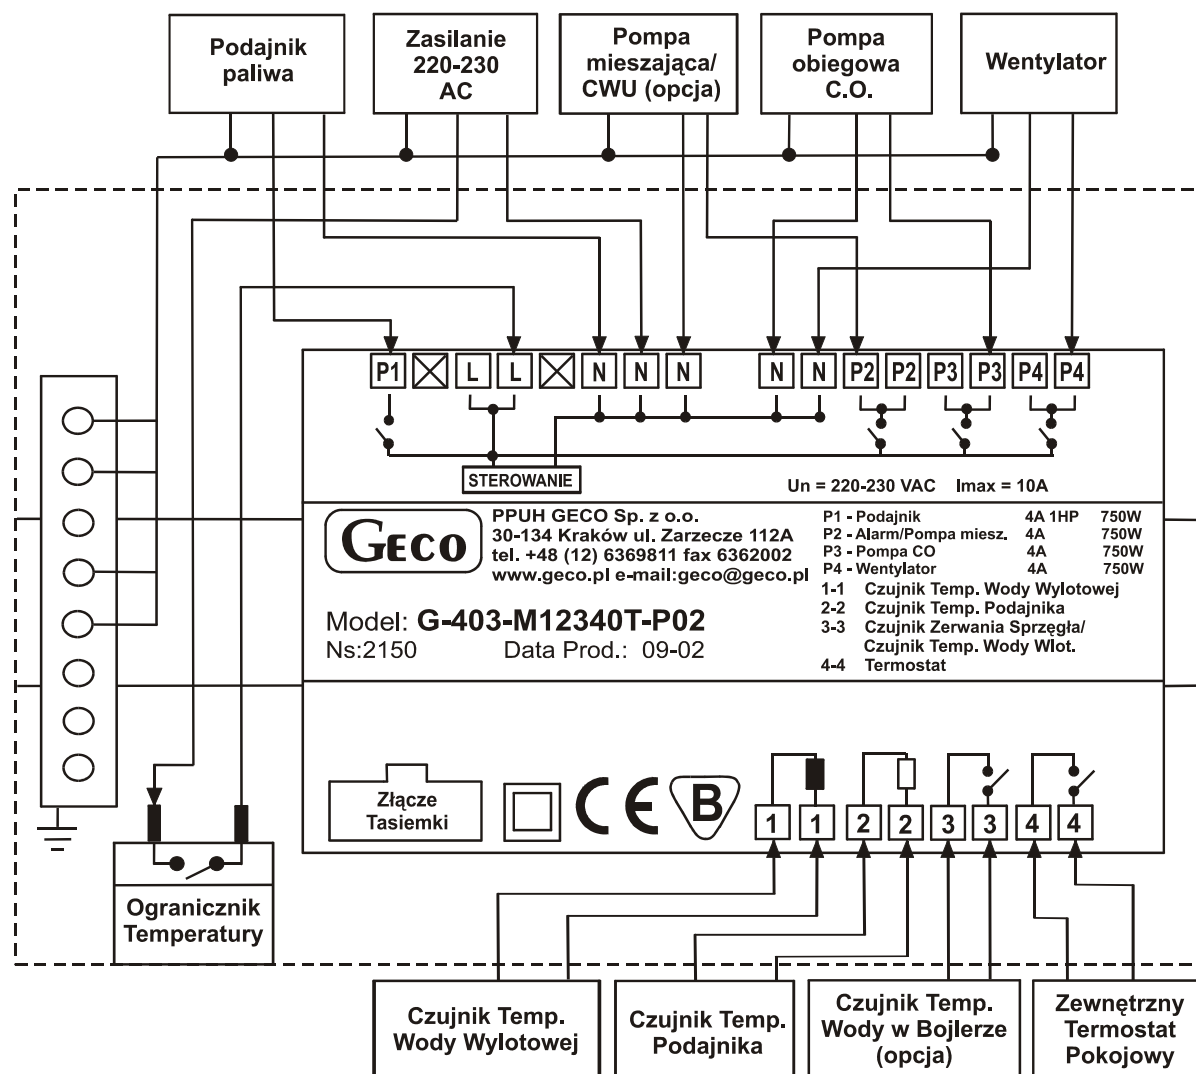 Podajnik
paliwa
Zasilanie
220-230
AC
Pompa
mieszająca/
CWU (opcja)
Pompa
obiegowa
C.O.
Wentylator
P1 L L N N N N N P2 P2 P3 P3 P4 P4
STEROWANIE
Un = 220-230 VAC Imax = 10A
GECO
PPUH GECO Sp. z o.o.
30-134 Kraków ul. Zarzecze 112A
tel. +48 (12) 6369811 fax 6362002
www.geco.pl e-mail:geco@geco.pl
Model: G-403-M12340T-P02
Ns:2150 Data Prod.: 09-02
P1 - Podajnik 4A 1HP 750W
P2 - Alarm/Pompa miesz. 4A 750W
P3 - Pompa CO 4A 750W
P4 - Wentylator 4A 750W
1-1 Czujnik Temp. Wody Wylotowej
2-2 Czujnik Temp. Podajnika
3-3 Czujnik Zerwania Sprzęgła/
Czujnik Temp. Wody Wlot.
4-4 Termostat
Złącze
Tasiemki
CE
B
1 1 2 2 3 3 4 4
Ogranicznik
Temperatury
Czujnik Temp.
Wody Wylotowej
Czujnik Temp.
Podajnika
Czujnik Temp.
Wody w Bojlerze
(opcja)
Zewnętrzny
Termostat
Pokojowy